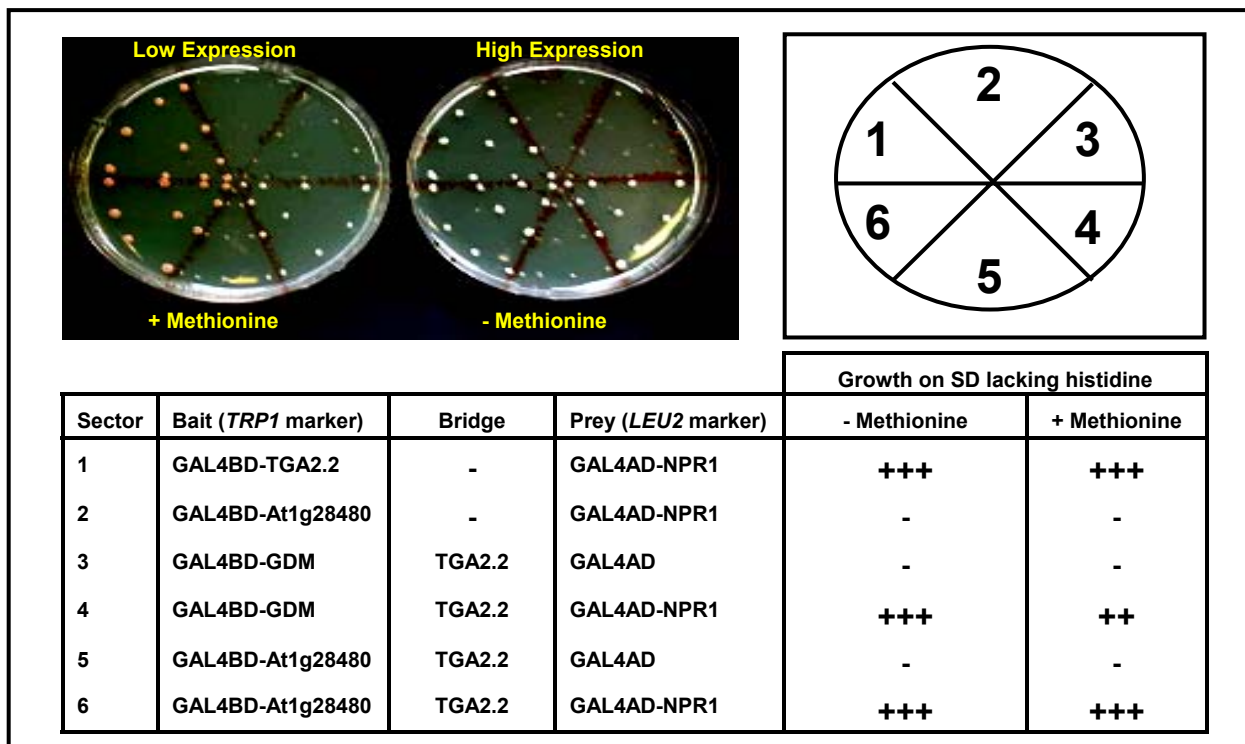 Low Expression High Expression
+ Methionine - Methionine
2
1 3
6 4
5
Growth on SD lacking histidine
Sector Bait (TRP1 marker) Bridge Prey (LEU2 marker) - Methionine + Methionine
1 GAL4BD-TGA2.2 - GAL4AD-NPR1 +++ +++
2 GAL4BD-At1g28480 - GAL4AD-NPR1 - -
3 GAL4BD-GDM TGA2.2 GAL4AD - -
4 GAL4BD-GDM TGA2.2 GAL4AD-NPR1 +++ ++
5 GAL4BD-At1g28480 TGA2.2 GAL4AD - -
6 GAL4BD-At1g28480 TGA2.2 GAL4AD-NPR1 +++ +++